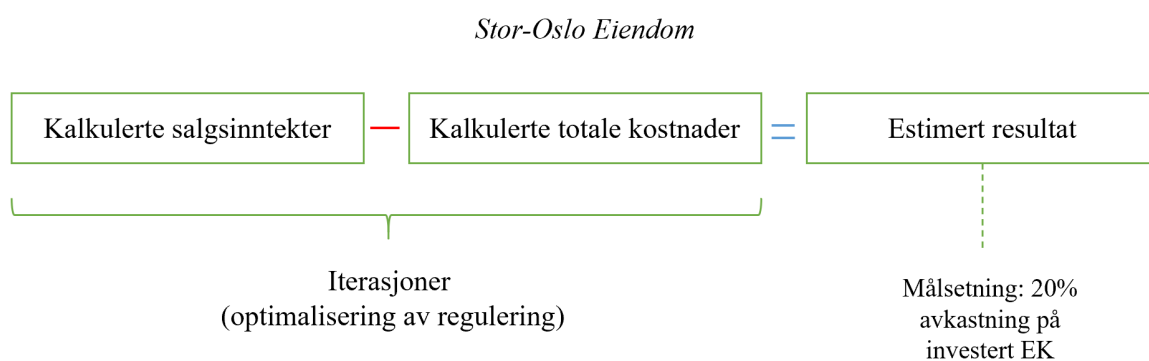 Stor-Oslo Eiendom
Kalkulerte salgsinntekter — Kalkulerte totale kostnader = Estimert resultat
Iterasjoner
(optimalisering av regulering)
Målsetning: 20%
avkastning på
investert EK